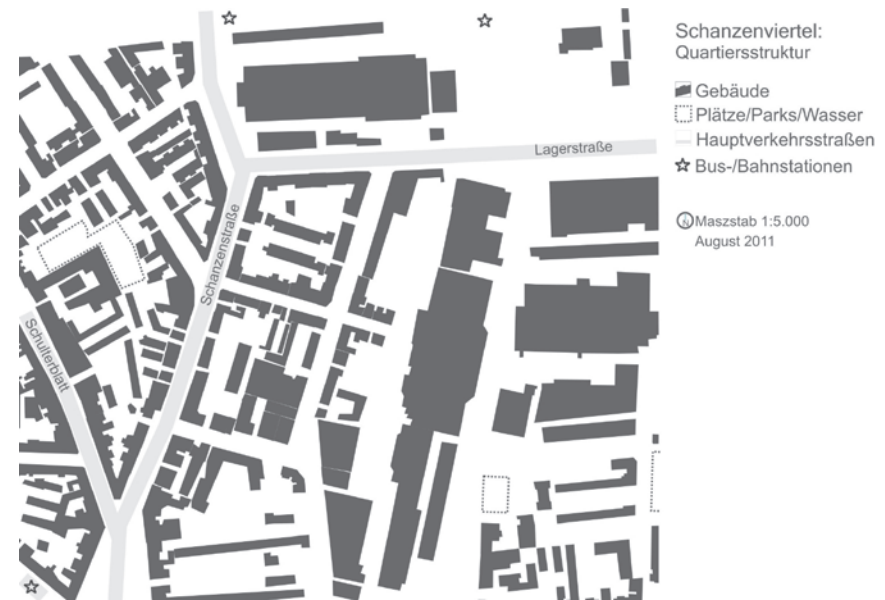 Schanzenviertel:
Quartiersstruktur
Gebäude
Plätze/Parks/Wasser
Hauptverkehrsstraßen
Bus-/Bahnstationen
Maszstab 1:5.000
August 2011
Lagerstraße
Schanzenstraße
Schulterblatt